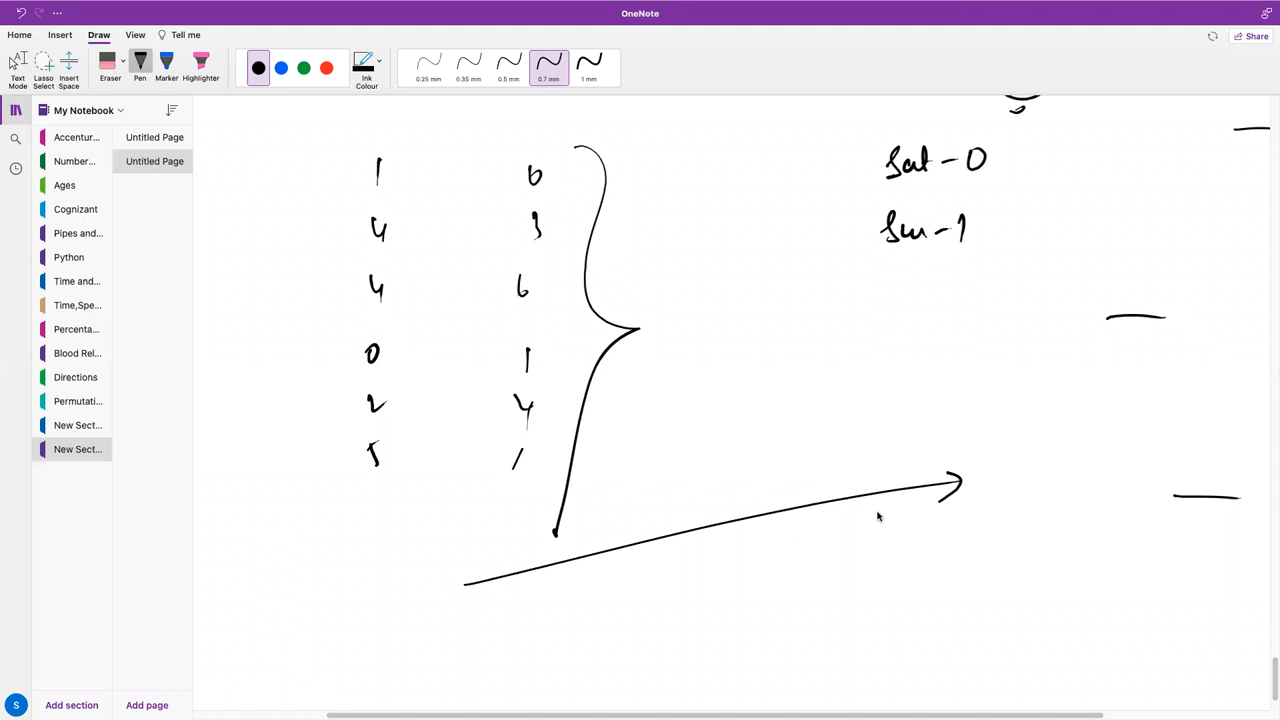 OneNote
Home Insert Draw View Tell me
Share
Text Mode
Lasso Select
Insert Space
Eraser
Pen
Marker
Highlighter
Ink Colour
0.25 mm
0.35 mm
0.5 mm
0.7 mm
1 mm
My Notebook
Accentur...
Number...
Ages
Cognizant
Pipes and...
Python
Time and...
Time,Spe...
Percenta...
Blood Rel...
Directions
Permutati...
New Sect...
New Sect...
Untitled Page
Untitled Page
1 6
4 3
4 6
0 1
2 4
5 1
Sat - 0
Sun - 1
S
Add section
Add page